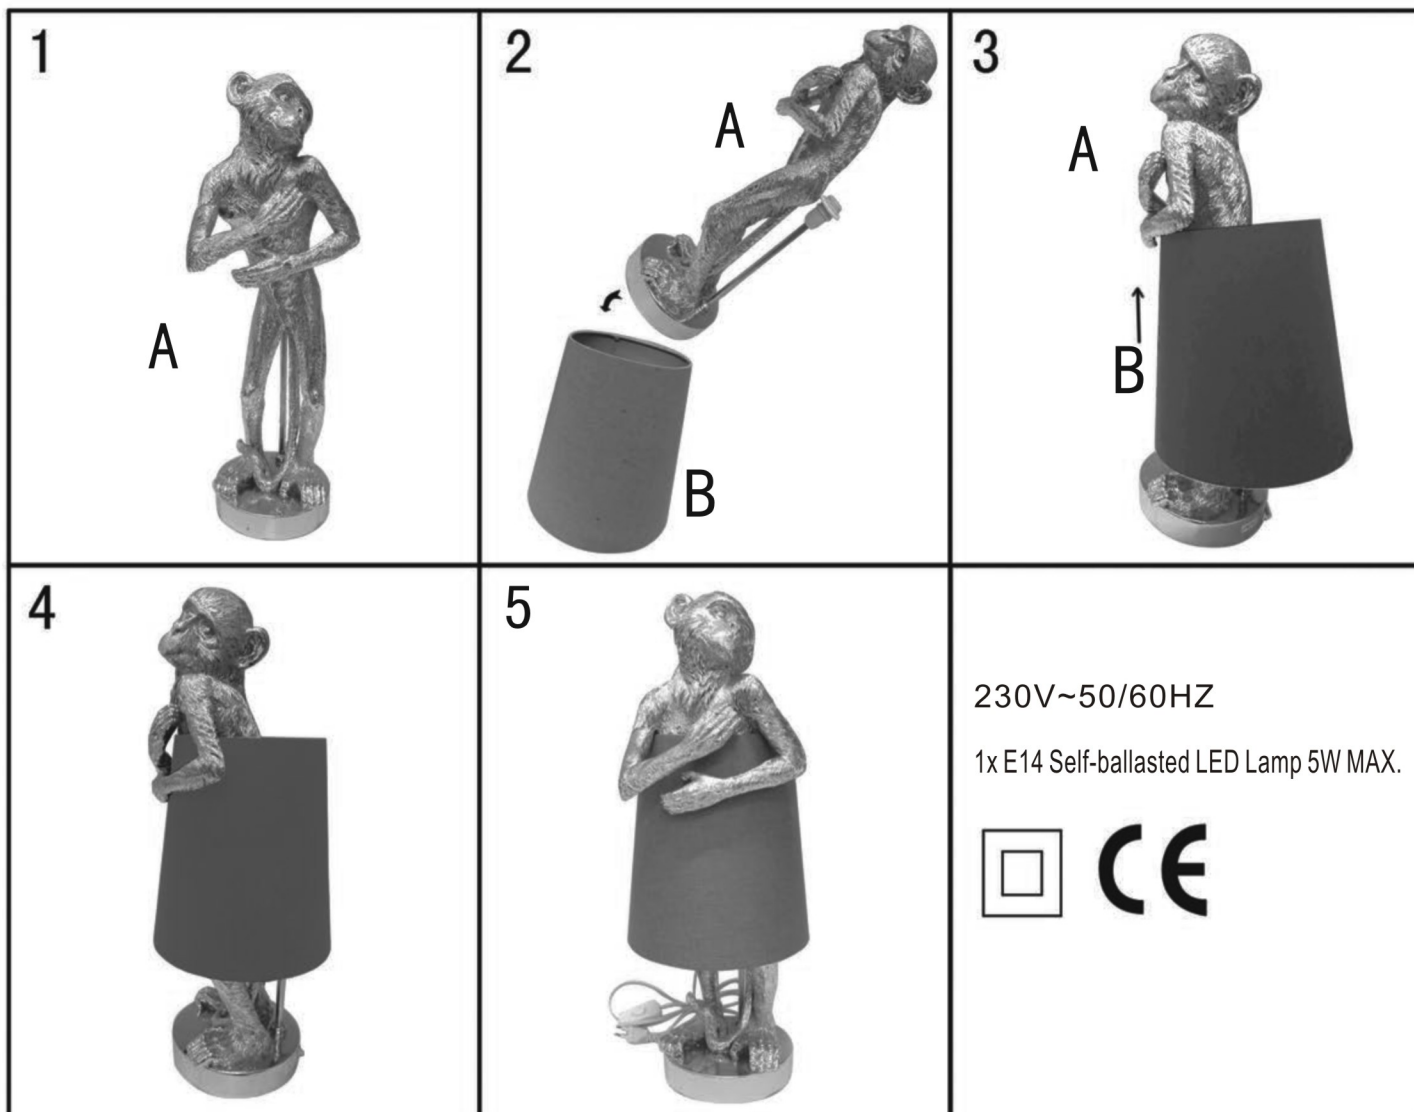 1
A
2
A
B
3
A
B
4
5
230V~50/60HZ
1x E14 Self-ballasted LED Lamp 5W MAX.
CE